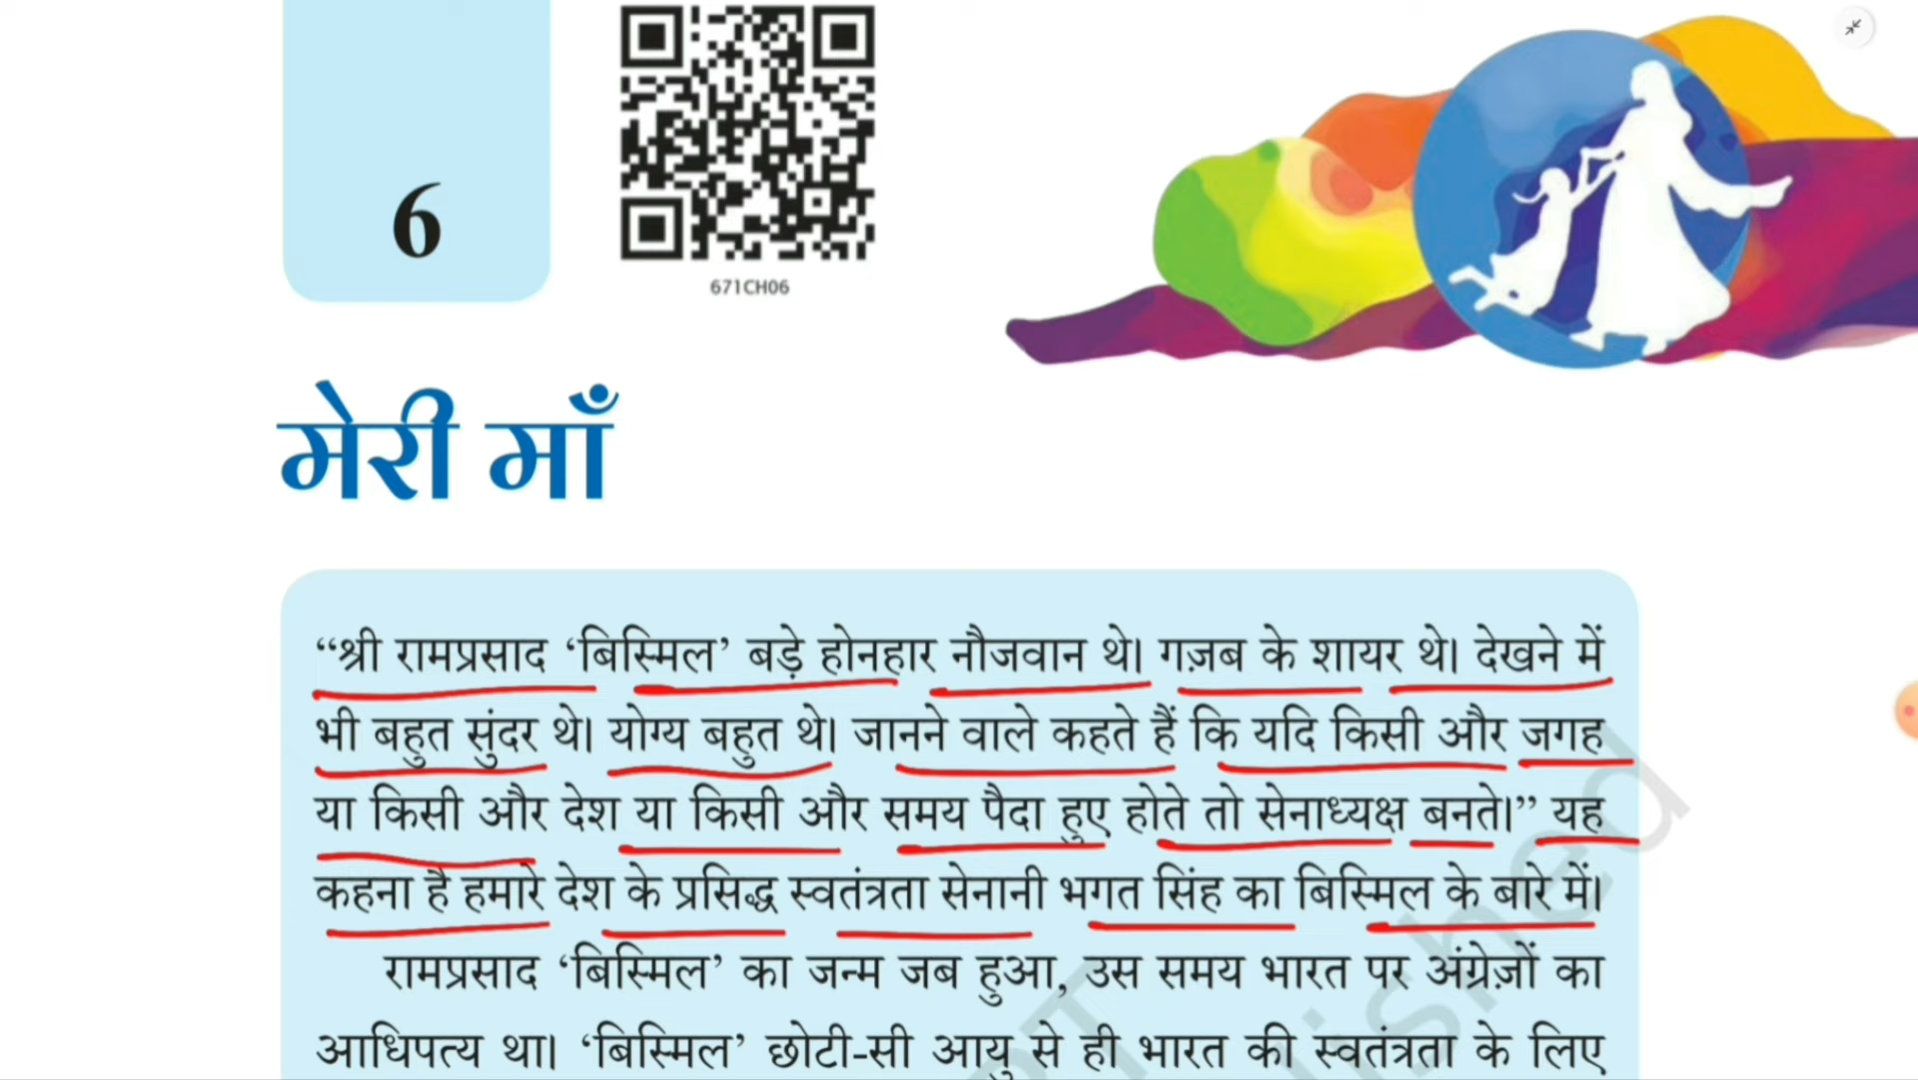 6
671CH06
मेरी माँ
“श्री रामप्रसाद ‘बिस्मिल’ बड़े होनहार नौजवान थे। गज़ब के शायर थे। देखने में
भी बहुत सुंदर थे। योग्य बहुत थे। जानने वाले कहते हैं कि यदि किसी और जगह
या किसी और देश या किसी और समय पैदा हुए होते तो सेनाध्यक्ष बनते।” यह
कहना है हमारे देश के प्रसिद्ध स्वतंत्रता सेनानी भगत सिंह का बिस्मिल के बारे में।
रामप्रसाद ‘बिस्मिल’ का जन्म जब हुआ, उस समय भारत पर अंग्रेज़ों का
आधिपत्य था। ‘बिस्मिल’ छोटी-सी आयु से ही भारत की स्वतंत्रता के लिए